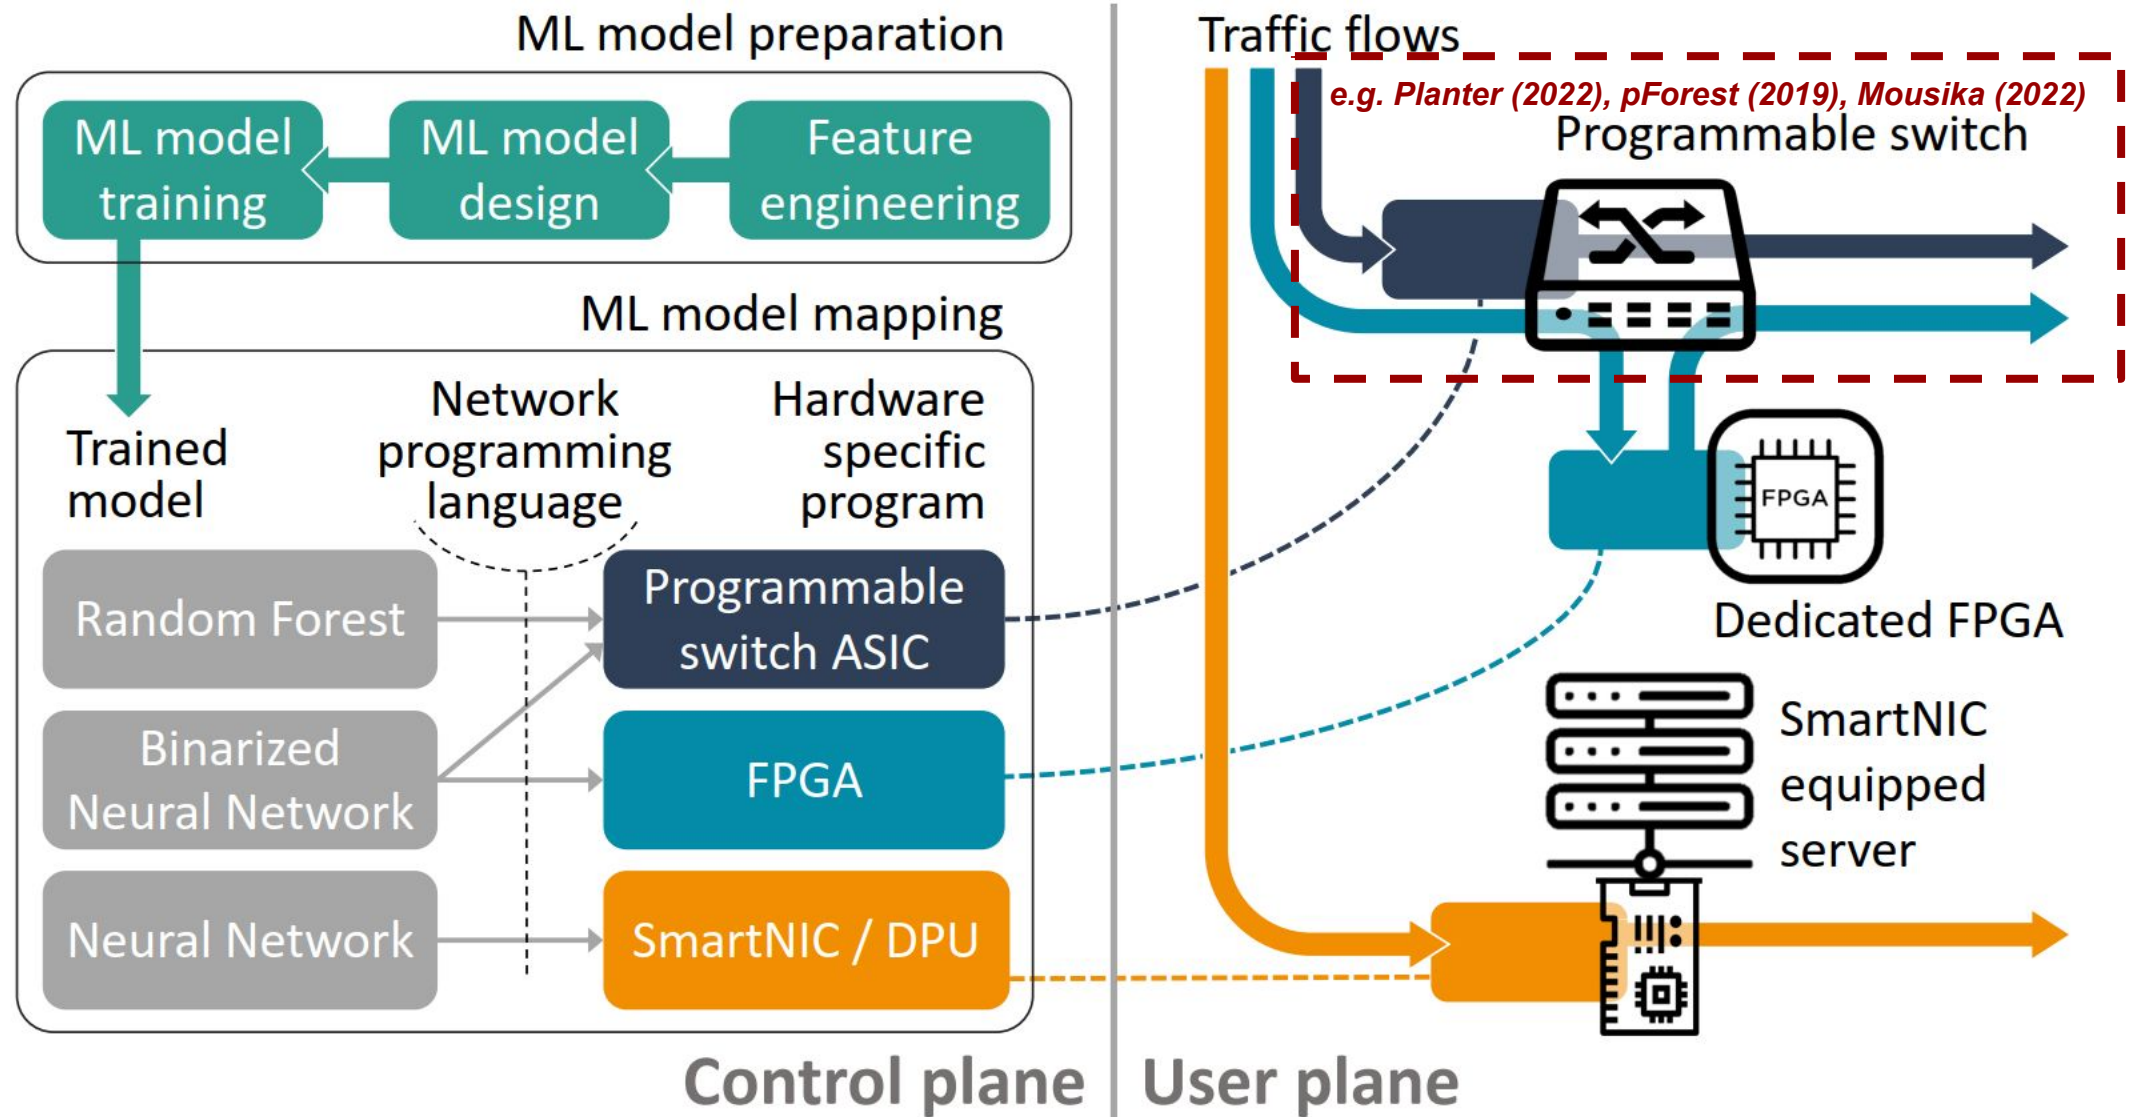 ML model preparation
ML model
training
ML model
design
Feature
engineering
ML model mapping
Trained
model
Network
programming
language
Hardware
specific
program
Random Forest
Programmable
switch ASIC
Binarized
Neural Network
FPGA
Neural Network
SmartNIC / DPU
Control plane
Traffic flows
e.g. Planter (2022), pForest (2019), Mousika (2022)
Programmable switch
FPGA
Dedicated FPGA
SmartNIC
equipped
server
User plane